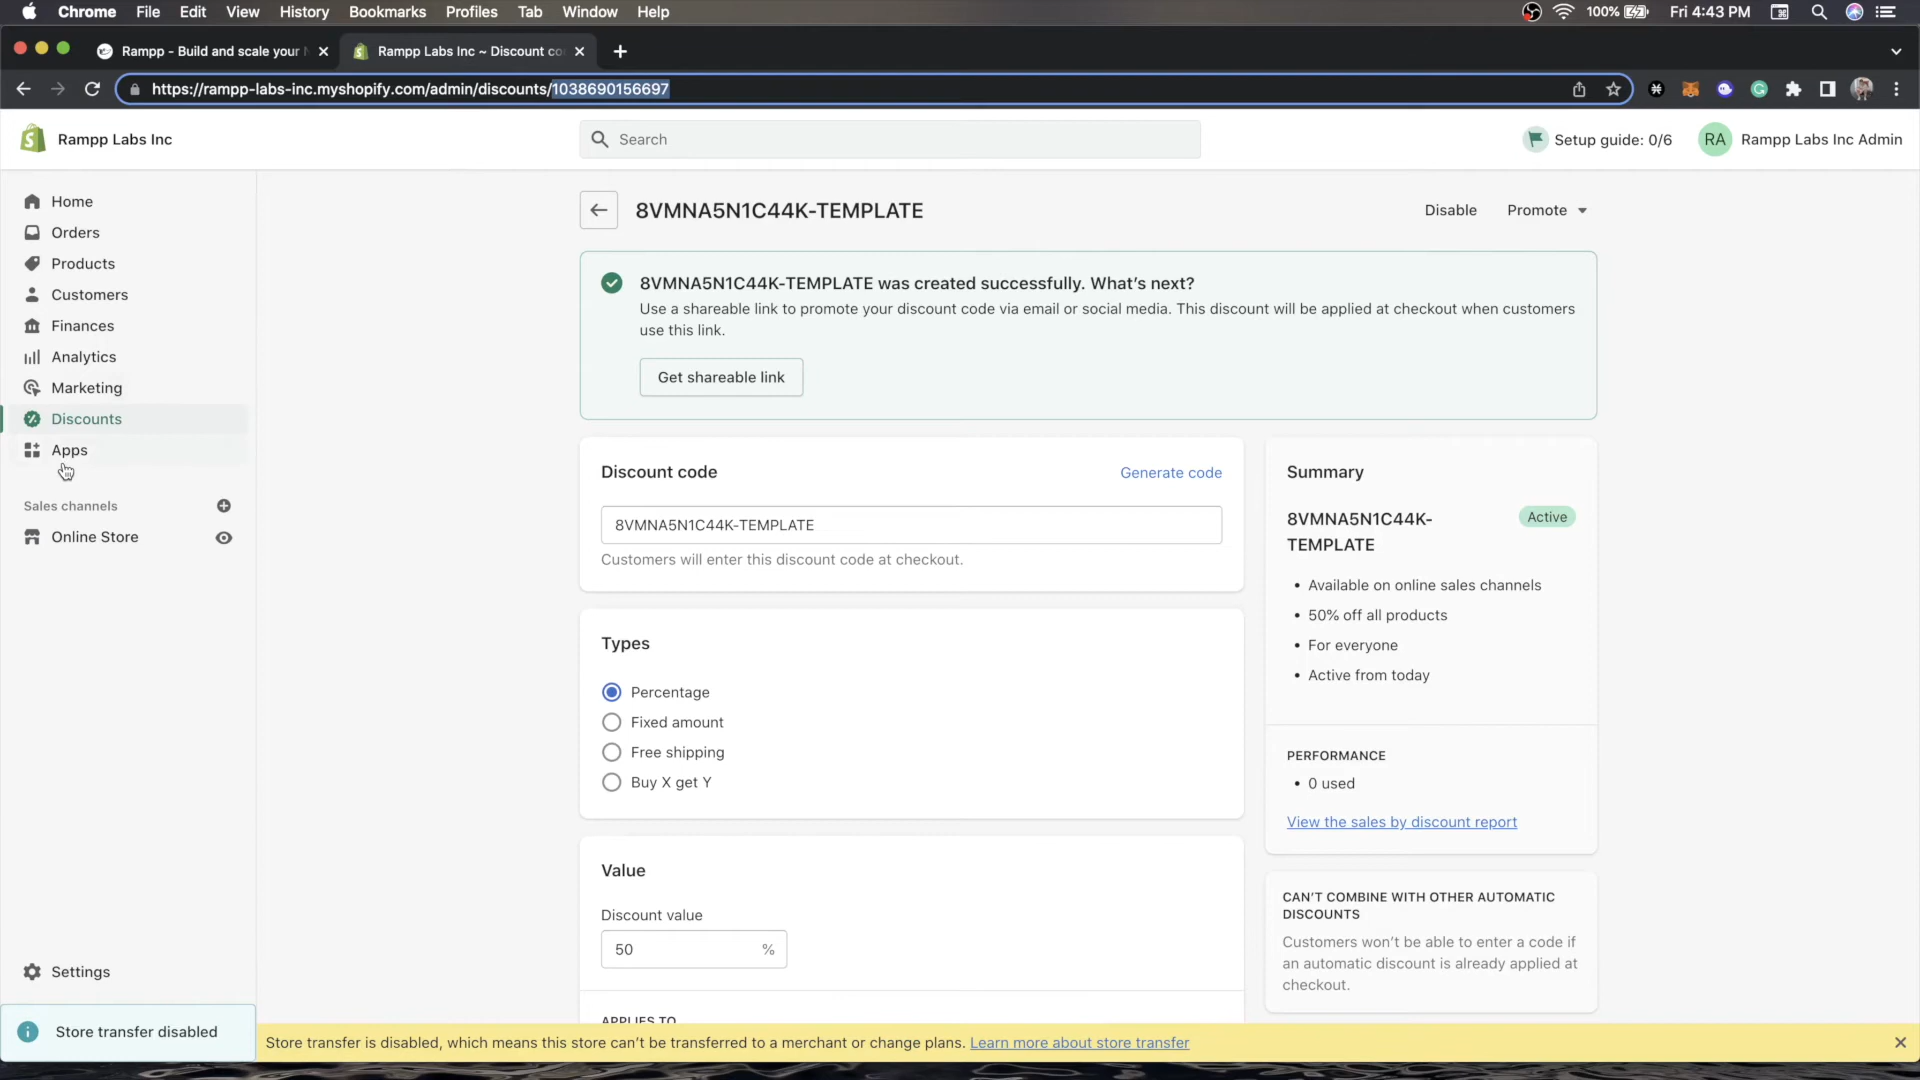 Chrome File Edit View History Bookmarks Profiles Tab Window Help 100% Fri 4:43 PM
Rampp - Build and scale your N
Rampp Labs Inc ~ Discount co
https://rampp-labs-inc.myshopify.com/admin/discounts/1038690156697
Rampp Labs Inc
Search
Setup guide: 0/6
RA Rampp Labs Inc Admin
Home
Orders
Products
Customers
Finances
Analytics
Marketing
Discounts
Apps
Sales channels
Online Store
Settings
Store transfer disabled
8VMNA5N1C44K-TEMPLATE
Disable
Promote
8VMNA5N1C44K-TEMPLATE was created successfully. What's next?
Use a shareable link to promote your discount code via email or social media. This discount will be applied at checkout when customers
use this link.
Get shareable link
Discount code
Generate code
8VMNA5N1C44K-TEMPLATE
Customers will enter this discount code at checkout.
Types
Percentage
Fixed amount
Free shipping
Buy X get Y
Value
Discount value
50 %
APPLIES TO
Summary
8VMNA5N1C44K-
TEMPLATE
Active
• Available on online sales channels
• 50% off all products
• For everyone
• Active from today
PERFORMANCE
• 0 used
View the sales by discount report
CAN'T COMBINE WITH OTHER AUTOMATIC
DISCOUNTS
Customers won't be able to enter a code if
an automatic discount is already applied at
checkout.
Store transfer is disabled, which means this store can't be transferred to a merchant or change plans. Learn more about store transfer